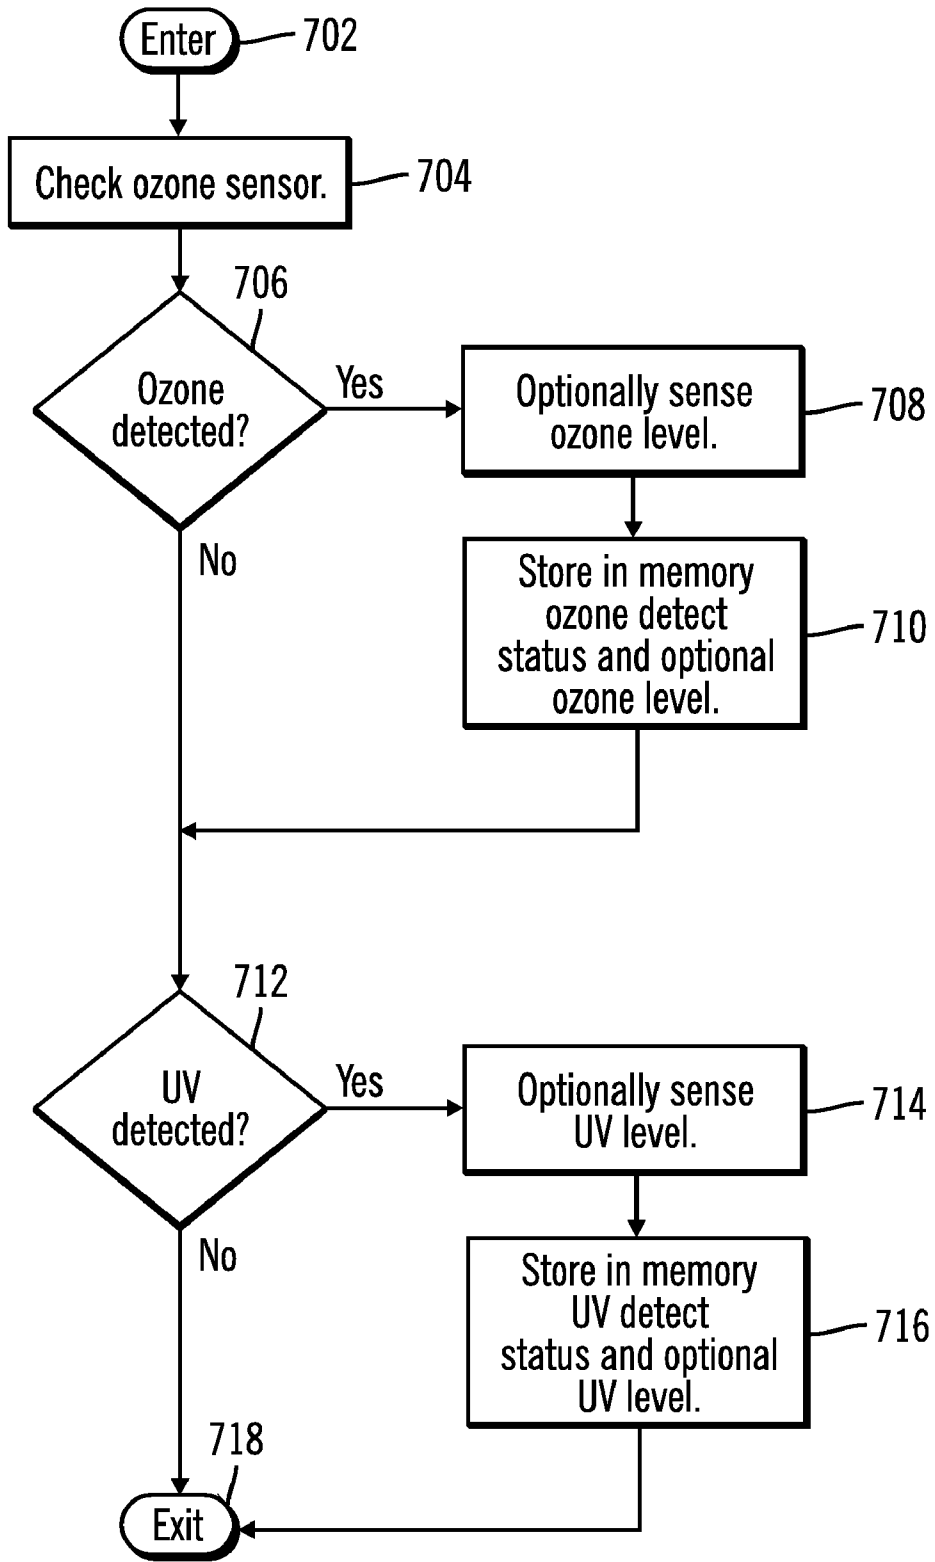 Enter
702
Check ozone sensor.
704
706
Ozone
detected?
Yes
No
Optionally sense
ozone level.
708
Store in memory
ozone detect
status and optional
ozone level.
710
712
UV
detected?
Yes
No
Optionally sense
UV level.
714
Store in memory
UV detect
status and optional
UV level.
716
718
Exit